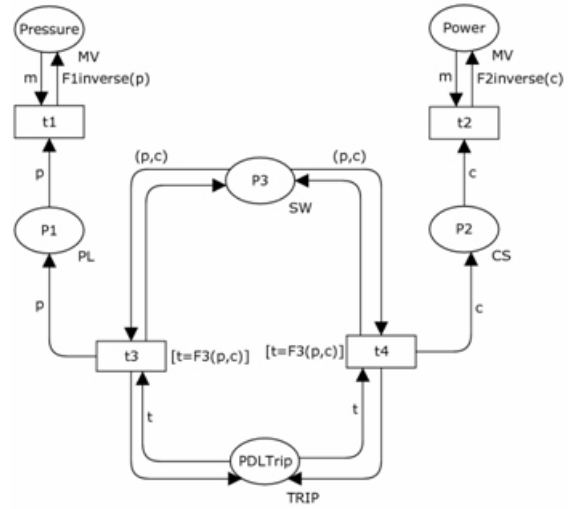 Pressure
Power
MV
MV
m
F1inverse(p)
m
F2inverse(c)
t1
t2
p
(p,c)
(p,c)
c
P3
SW
P1
PL
P2
CS
p
c
t3
[t=F3(p,c)]
[t=F3(p,c)]
t4
t
t
PDLTrip
TRIP